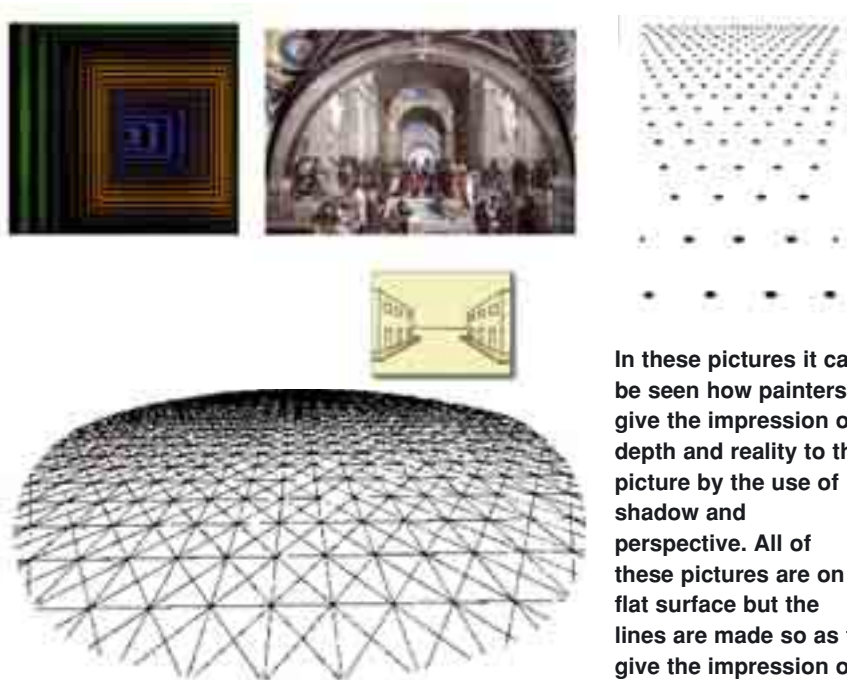 In these pictures it ca
be seen how painters
give the impression o
depth and reality to th
picture by the use of
shadow and
perspective. All of
these pictures are on
flat surface but the
lines are made so as
give the impression o